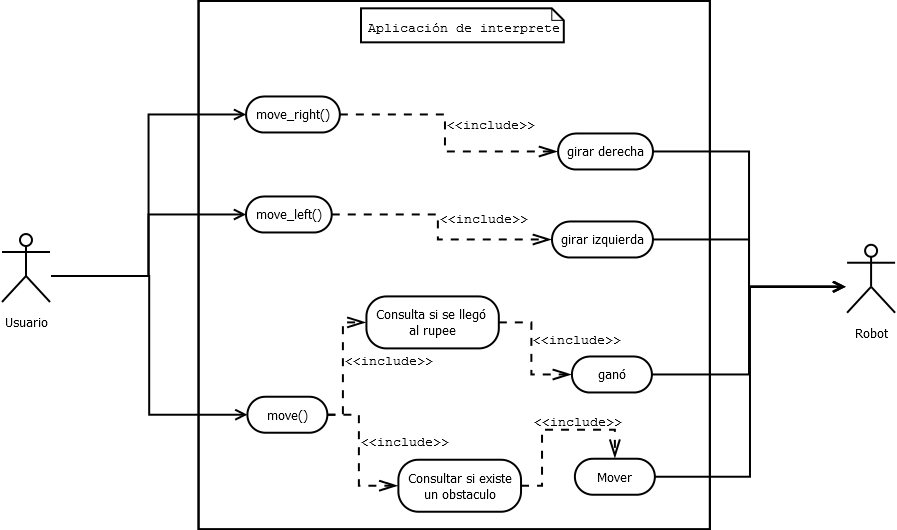 Aplicación de interprete
move_right()
<<include>>
girar derecha
move_left()
<<include>>
girar izquierda
Usuario
Robot
Consulta si se llegó
al rupee
<<include>>
<<include>>
ganó
move()
<<include>>
<<include>>
Consultar si existe
un obstaculo
Mover